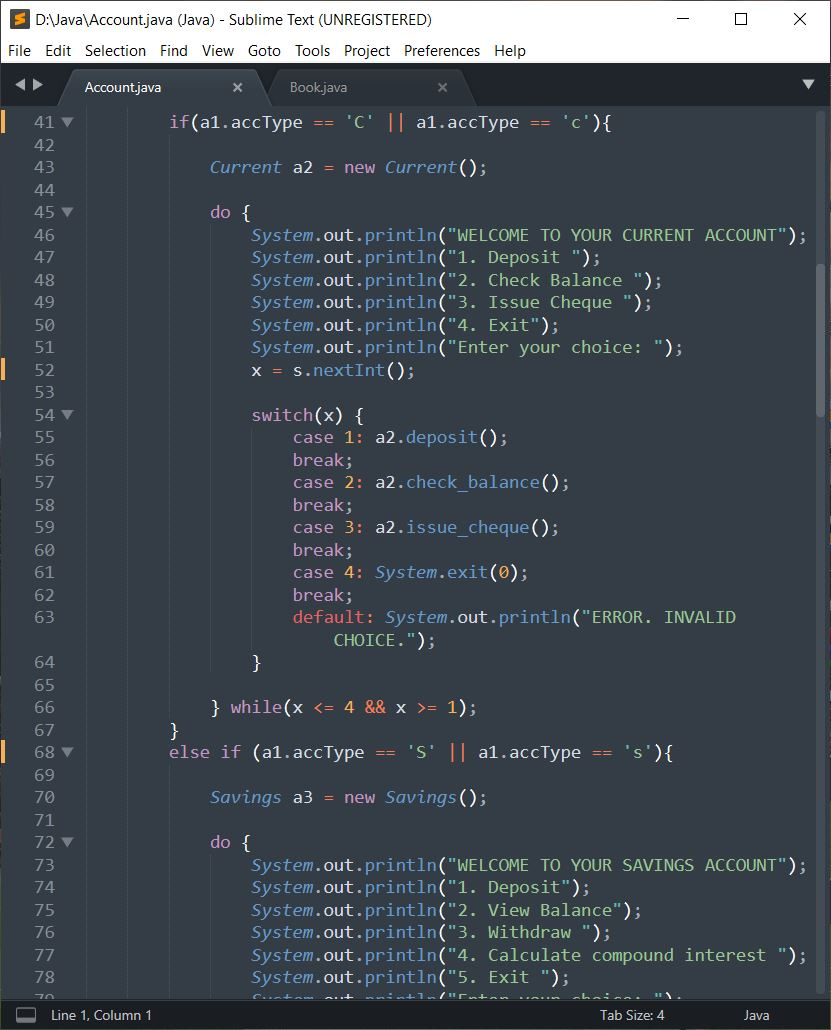 D:\Java\Account.java (Java) - Sublime Text (UNREGISTERED)
File Edit Selection Find View Goto Tools Project Preferences Help
Account.java Book.java
41 if(a1.accType == 'C' || a1.accType == 'c'){
42
43 Current a2 = new Current();
44
45 do {
46 System.out.println("WELCOME TO YOUR CURRENT ACCOUNT");
47 System.out.println("1. Deposit ");
48 System.out.println("2. Check Balance ");
49 System.out.println("3. Issue Cheque ");
50 System.out.println("4. Exit");
51 System.out.println("Enter your choice: ");
52 x = s.nextInt();
53
54 switch(x) {
55 case 1: a2.deposit();
56 break;
57 case 2: a2.check_balance();
58 break;
59 case 3: a2.issue_cheque();
60 break;
61 case 4: System.exit(0);
62 break;
63 default: System.out.println("ERROR. INVALID
CHOICE.");
64 }
65
66 } while(x <= 4 && x >= 1);
67 }
68 else if (a1.accType == 'S' || a1.accType == 's'){
69
70 Savings a3 = new Savings();
71
72 do {
73 System.out.println("WELCOME TO YOUR SAVINGS ACCOUNT");
74 System.out.println("1. Deposit");
75 System.out.println("2. View Balance");
76 System.out.println("3. Withdraw ");
77 System.out.println("4. Calculate compound interest ");
78 System.out.println("5. Exit ");
79 System.out.println("Enter your choice: ");
Line 1, Column 1 Tab Size: 4 Java